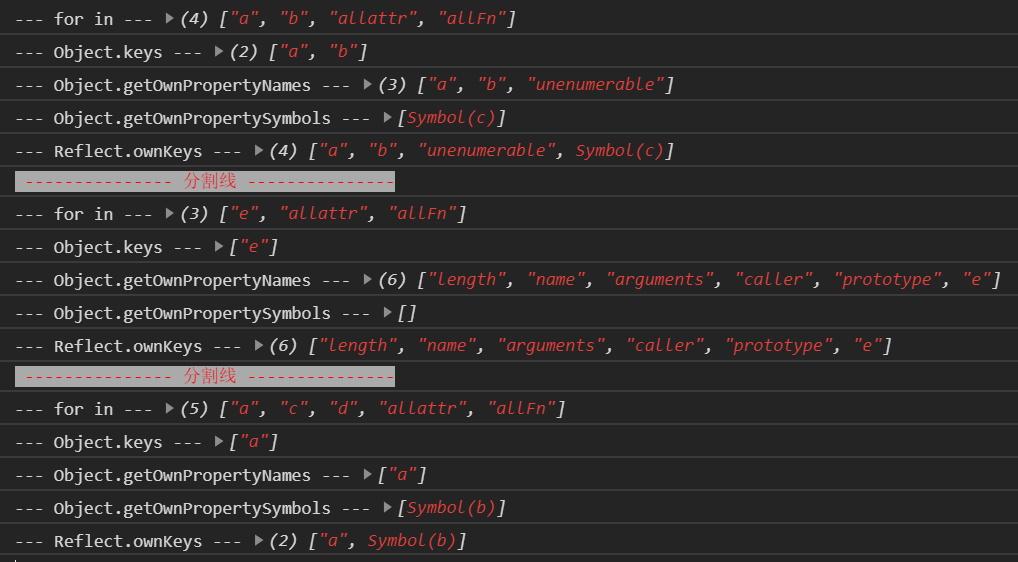 --- for in --- ▶(4) ["a", "b", "allattr", "allFn"]
--- Object.keys --- ▶(2) ["a", "b"]
--- Object.getOwnPropertyNames --- ▶(3) ["a", "b", "unenumerable"]
--- Object.getOwnPropertySymbols --- ▶[Symbol(c)]
--- Reflect.ownKeys --- ▶(4) ["a", "b", "unenumerable", Symbol(c)]
--------------- 分割线 ---------------
--- for in --- ▶(3) ["e", "allattr", "allFn"]
--- Object.keys --- ▶["e"]
--- Object.getOwnPropertyNames --- ▶(6) ["length", "name", "arguments", "caller", "prototype", "e"]
--- Object.getOwnPropertySymbols --- ▶[]
--- Reflect.ownKeys --- ▶(6) ["length", "name", "arguments", "caller", "prototype", "e"]
--------------- 分割线 ---------------
--- for in --- ▶(5) ["a", "c", "d", "allattr", "allFn"]
--- Object.keys --- ▶["a"]
--- Object.getOwnPropertyNames --- ▶["a"]
--- Object.getOwnPropertySymbols --- ▶[Symbol(b)]
--- Reflect.ownKeys --- ▶(2) ["a", Symbol(b)]